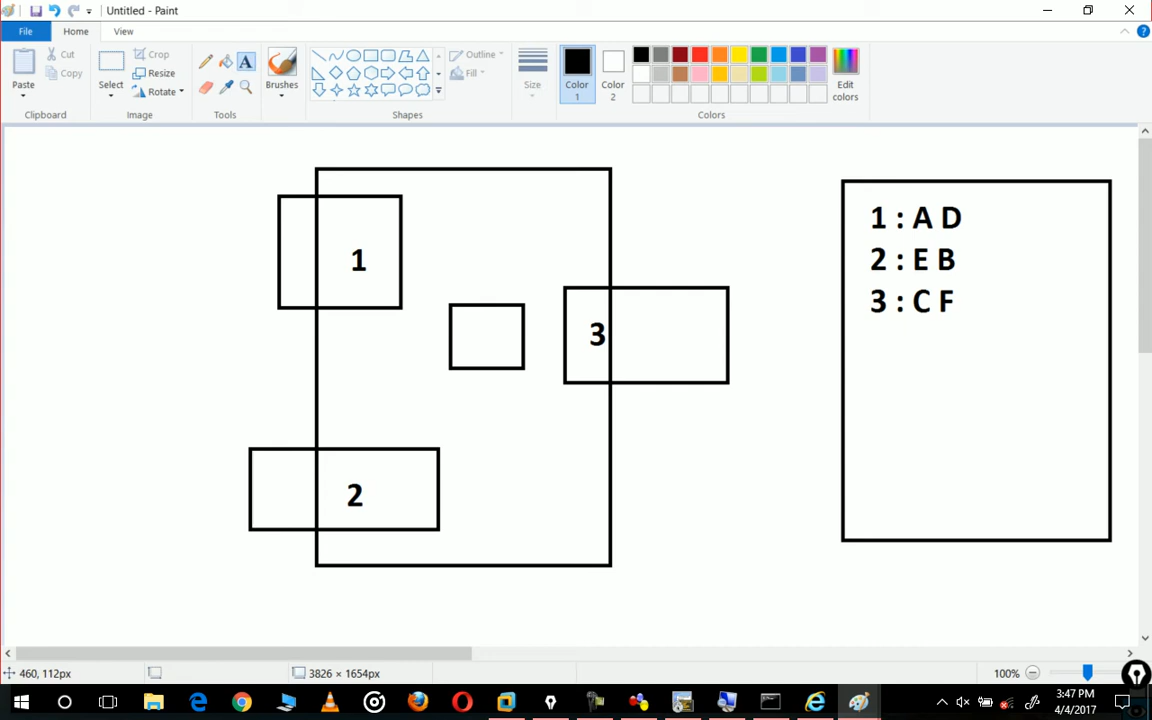 Untitled - Paint
File Home View
Paste
Cut
Copy
Clipboard
Select
Crop
Resize
Rotate
Image
A
Tools
Brushes
Outline
Fill
Shapes
Size
Color 1
Color 2
Edit colors
Colors
1
3
2
1 : A D
2 : E B
3 : C F
460, 112px
3826 × 1654px
100%
3:47 PM
4/4/2017